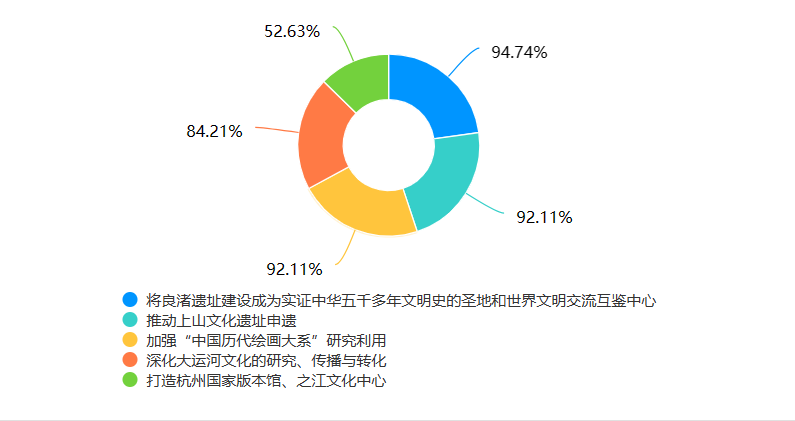 52.63%
94.74%
84.21%
92.11%
92.11%
将良渚遗址建设成为实证中华五千多年文明史的圣地和世界文明交流互鉴中心
推动上山文化遗址申遗
加强“中国历代绘画大系”研究利用
深化大运河文化的研究、传播与转化
打造杭州国家版本馆、之江文化中心